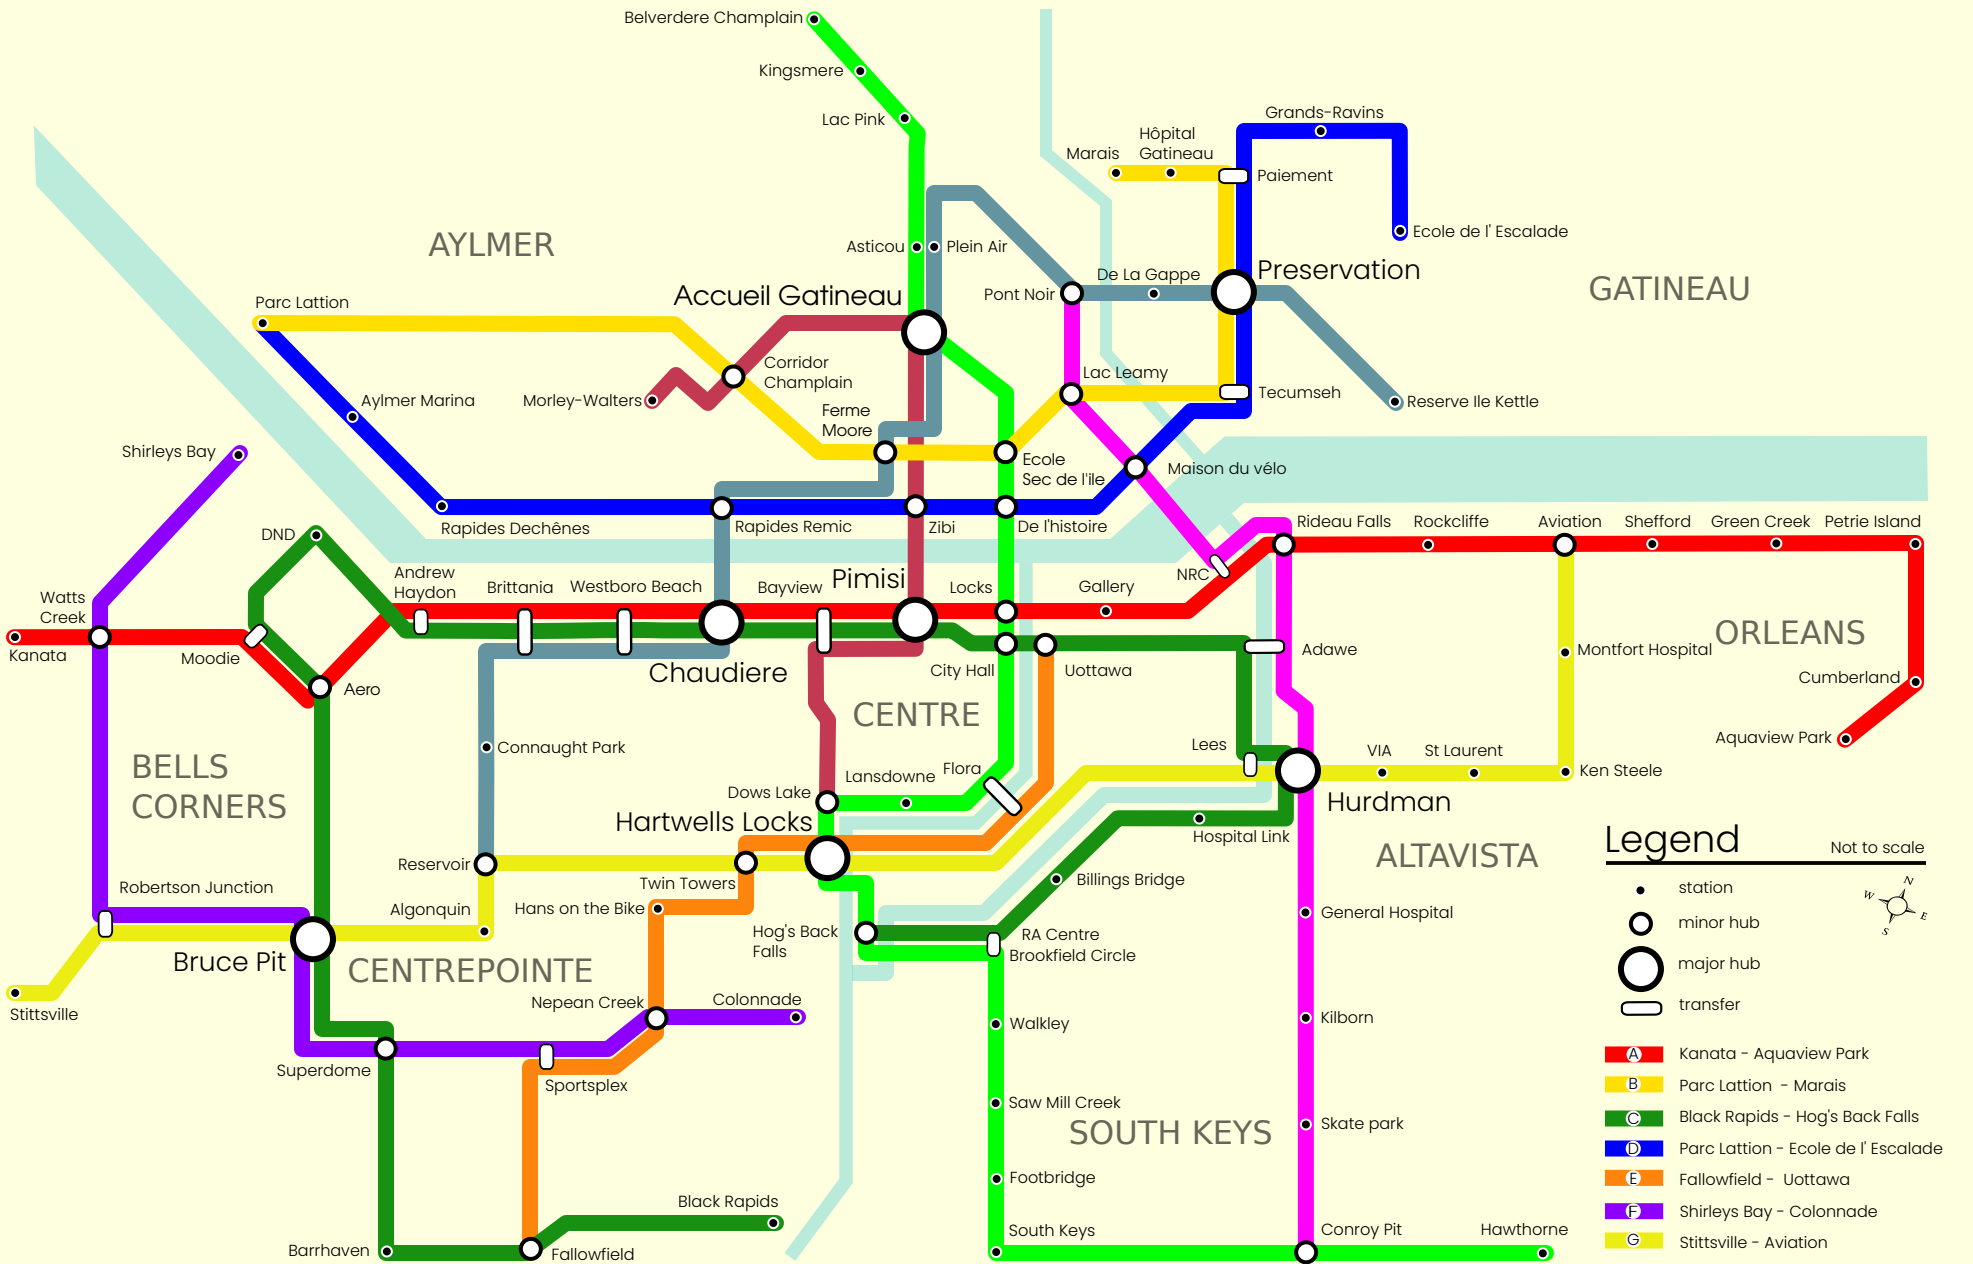 Belverdere Champlain
Kingsmere
Lac Pink
Grands-Ravins
Hôpital
Gatineau
Marais
Paiement
Ecole de l' Escalade
AYLMER
Asticou
Plein Air
De La Gappe
Preservation
GATINEAU
Parc Lattion
Accueil Gatineau
Pont Noir
Corridor
Champlain
Lac Leamy
Tecumseh
Reserve Ile Kettle
Aylmer Marina
Morley-Walters
Ferme
Moore
Shirleys Bay
Ecole
Sec de l'ile
Maison du vélo
Rapides Dechênes
Rapides Remic
Zibi
De l'histoire
Rideau Falls
Rockcliffe
Aviation
Shefford
Green Creek
Petrie Island
DND
Andrew
Haydon
Brittania
Westboro Beach
Bayview
Pimisi
Locks
Gallery
NRC
Watts
Creek
Kanata
Moodie
Aero
Chaudiere
City Hall
Uottawa
Adawe
Montfort Hospital
ORLEANS
Cumberland
CENTRE
Connaught Park
Lees
VIA
St Laurent
Aquaview Park
BELLS
CORNERS
Dows Lake
Lansdowne
Flora
Ken Steele
Hartwells Locks
Hurdman
Hospital Link
ALTAVISTA
Reservoir
Twin Towers
Billings Bridge
Robertson Junction
Algonquin
Hans on the Bike
Hog's Back
Falls
RA Centre
Brookfield Circle
General Hospital
Bruce Pit
CENTREPOINTE
Stittsville
Nepean Creek
Colonnade
Walkley
Kilborn
Superdome
Sportsplex
Saw Mill Creek
SOUTH KEYS
Skate park
Footbridge
Black Rapids
South Keys
Conroy Pit
Hawthorne
Barrhaven
Fallowfield
Legend
Not to scale
station
minor hub
major hub
transfer
N
W
E
S
A Kanata - Aquaview Park
B Parc Lattion - Marais
C Black Rapids - Hog's Back Falls
D Parc Lattion - Ecole de l' Escalade
E Fallowfield - Uottawa
F Shirleys Bay - Colonnade
G Stittsville - Aviation